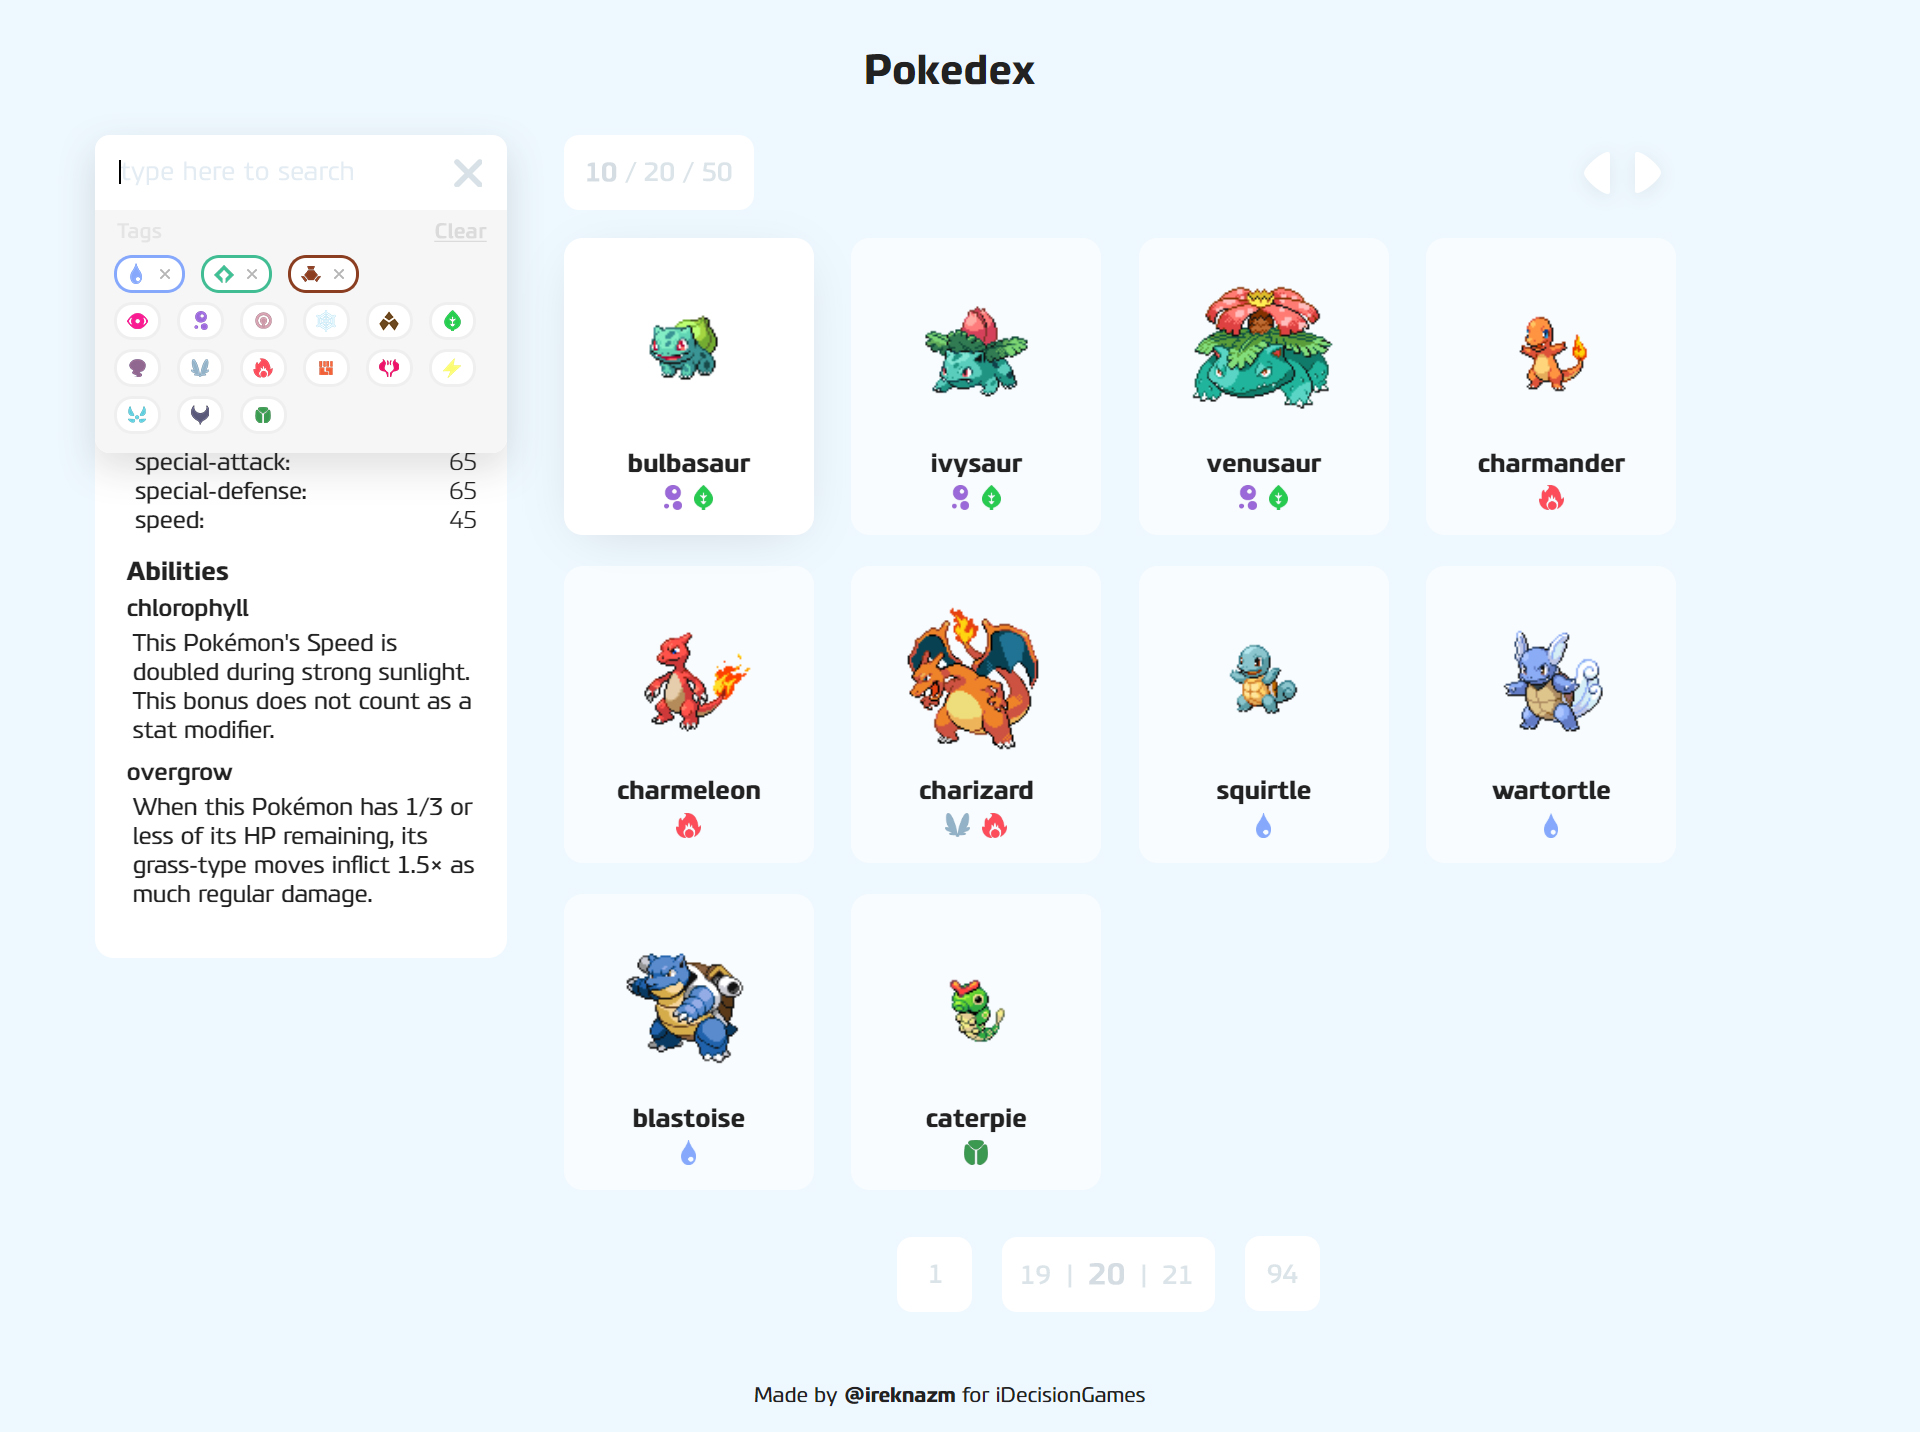 Pokedex
type here to search
10 / 20 / 50
Tags
Clear
special-attack: 65
special-defense: 65
speed: 45
Abilities
chlorophyll
This Pokémon's Speed is
doubled during strong sunlight.
This bonus does not count as a
stat modifier.
overgrow
When this Pokémon has 1/3 or
less of its HP remaining, its
grass-type moves inflict 1.5× as
much regular damage.
bulbasaur
ivysaur
venusaur
charmander
charmeleon
charizard
squirtle
wartortle
blastoise
caterpie
1
19 | 20 | 21
94
Made by @ireknazm for iDecisionGames